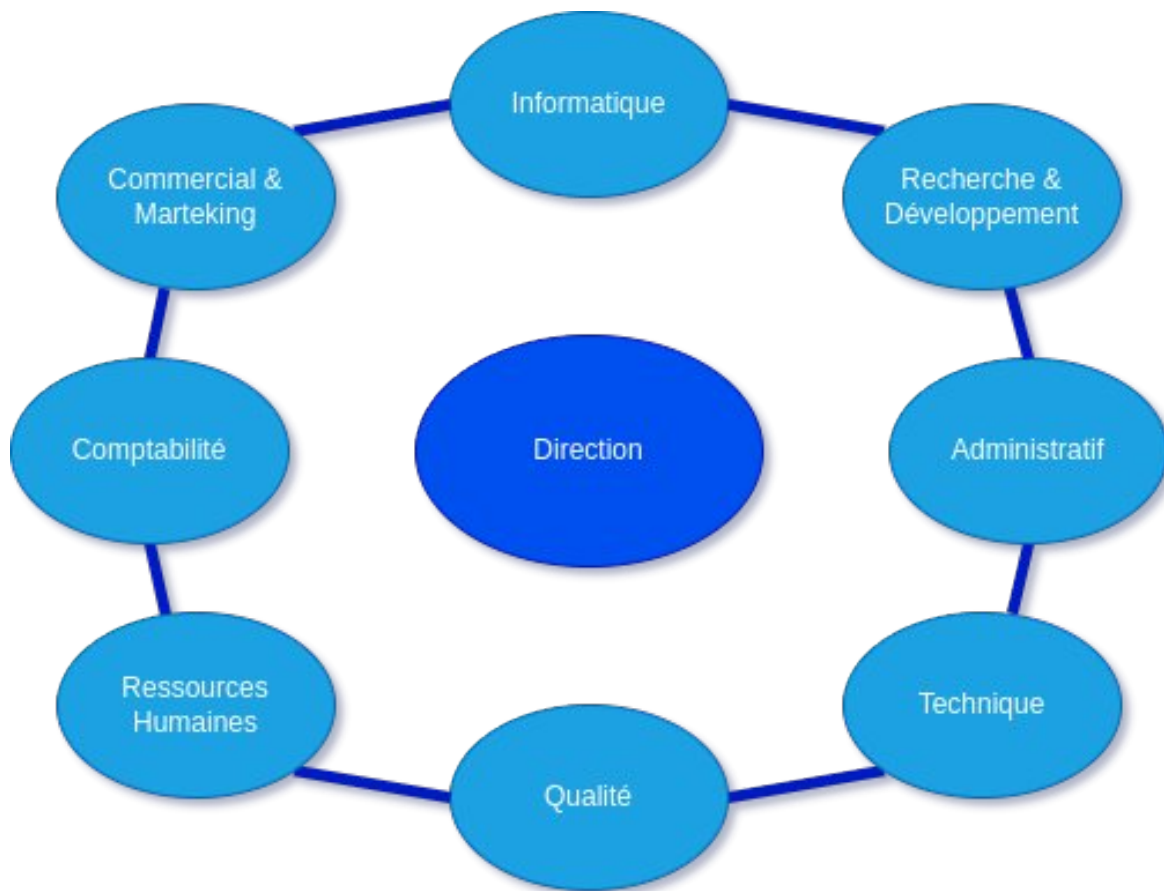 Informatique
Commercial &
Marteking
Recherche &
Développement
Comptabilité
Direction
Administratif
Ressources
Humaines
Technique
Qualité